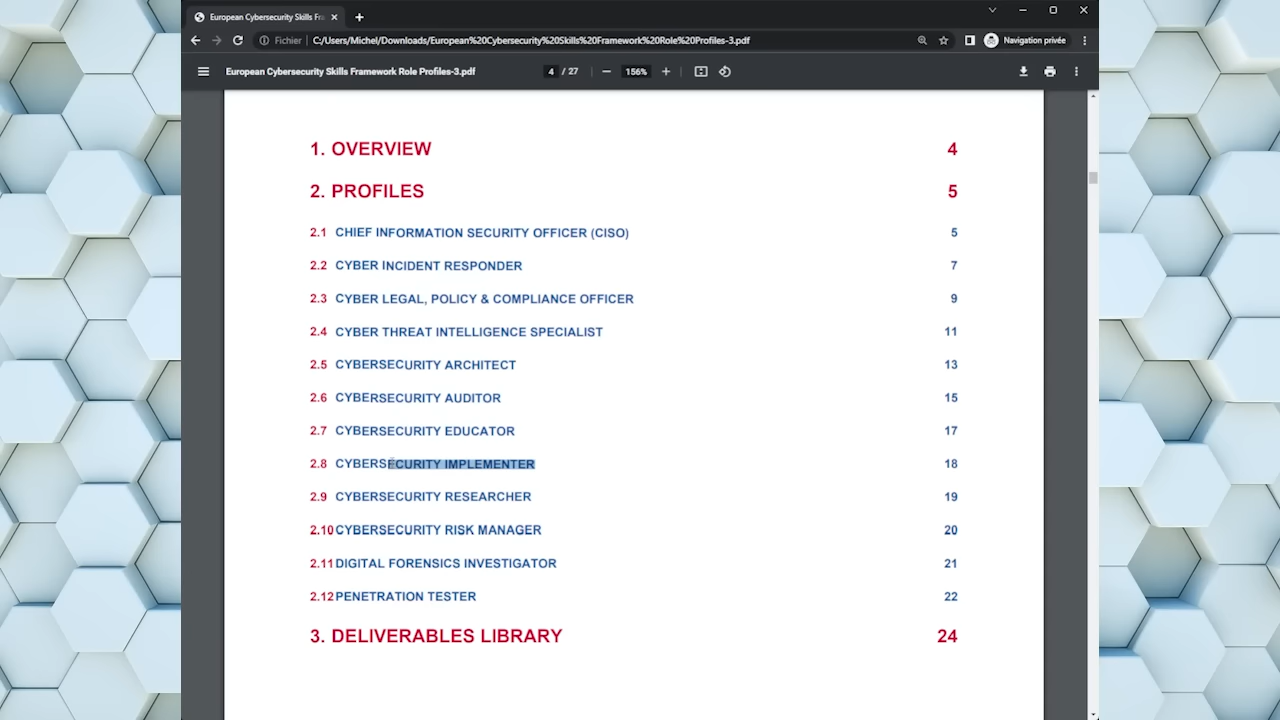 European Cybersecurity Skills Fra
Fichier C:/Users/Michel/Downloads/European%20Cybersecurity%20Skills%20Framework%20Role%20Profiles-3.pdf Navigation privée
European Cybersecurity Skills Framework Role Profiles-3.pdf 4 / 27 156%
1. OVERVIEW 4
2. PROFILES 5
2.1 CHIEF INFORMATION SECURITY OFFICER (CISO) 5
2.2 CYBER INCIDENT RESPONDER 7
2.3 CYBER LEGAL, POLICY & COMPLIANCE OFFICER 9
2.4 CYBER THREAT INTELLIGENCE SPECIALIST 11
2.5 CYBERSECURITY ARCHITECT 13
2.6 CYBERSECURITY AUDITOR 15
2.7 CYBERSECURITY EDUCATOR 17
2.8 CYBERSECURITY IMPLEMENTER 18
2.9 CYBERSECURITY RESEARCHER 19
2.10 CYBERSECURITY RISK MANAGER 20
2.11 DIGITAL FORENSICS INVESTIGATOR 21
2.12 PENETRATION TESTER 22
3. DELIVERABLES LIBRARY 24